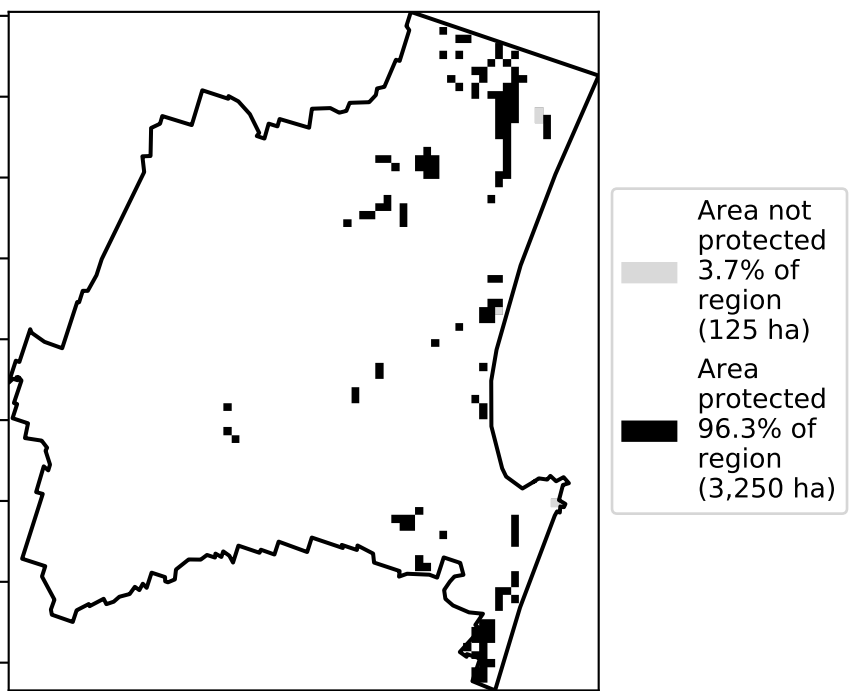 Area not
protected
3.7% of
region
(125 ha)
Area
protected
96.3% of
region
(3,250 ha)